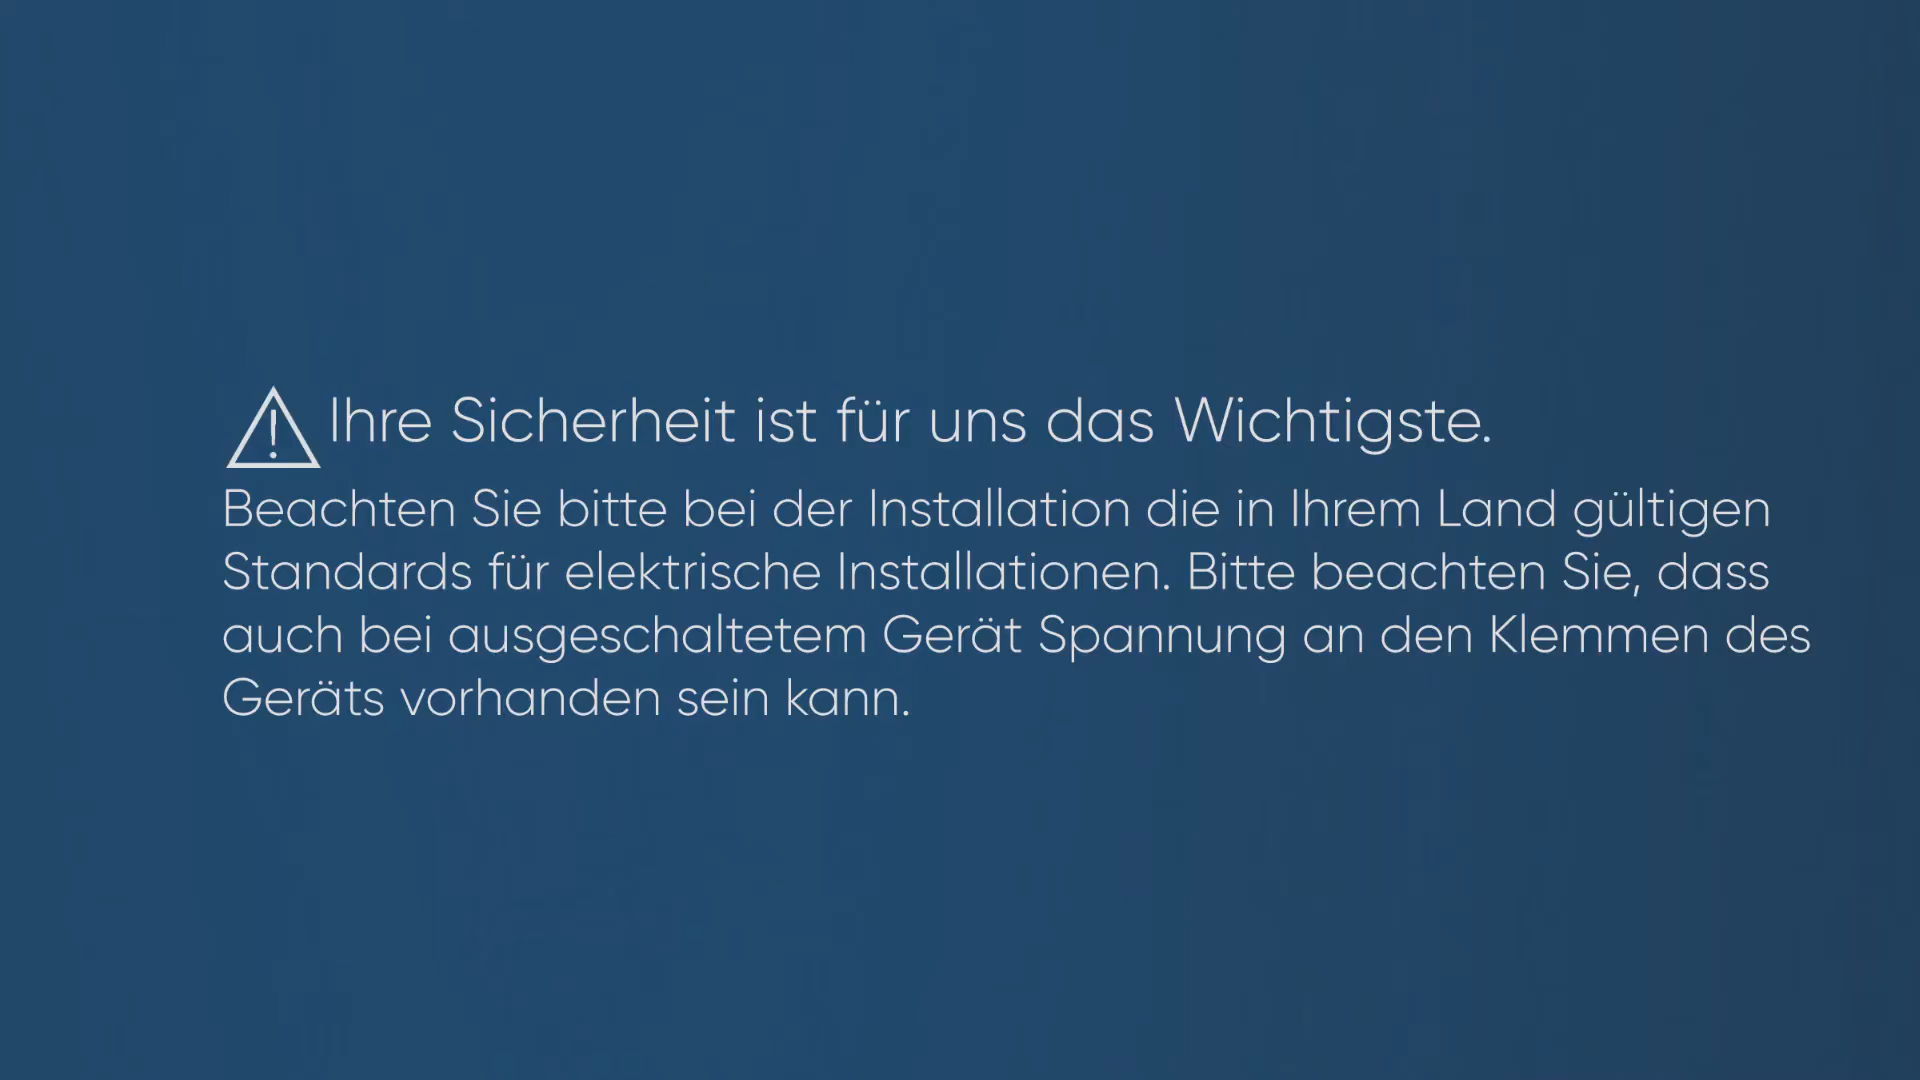 Ihre Sicherheit ist für uns das Wichtigste.
Beachten Sie bitte bei der Installation die in Ihrem Land gültigen
Standards für elektrische Installationen. Bitte beachten Sie, dass
auch bei ausgeschaltetem Gerät Spannung an den Klemmen des
Geräts vorhanden sein kann.